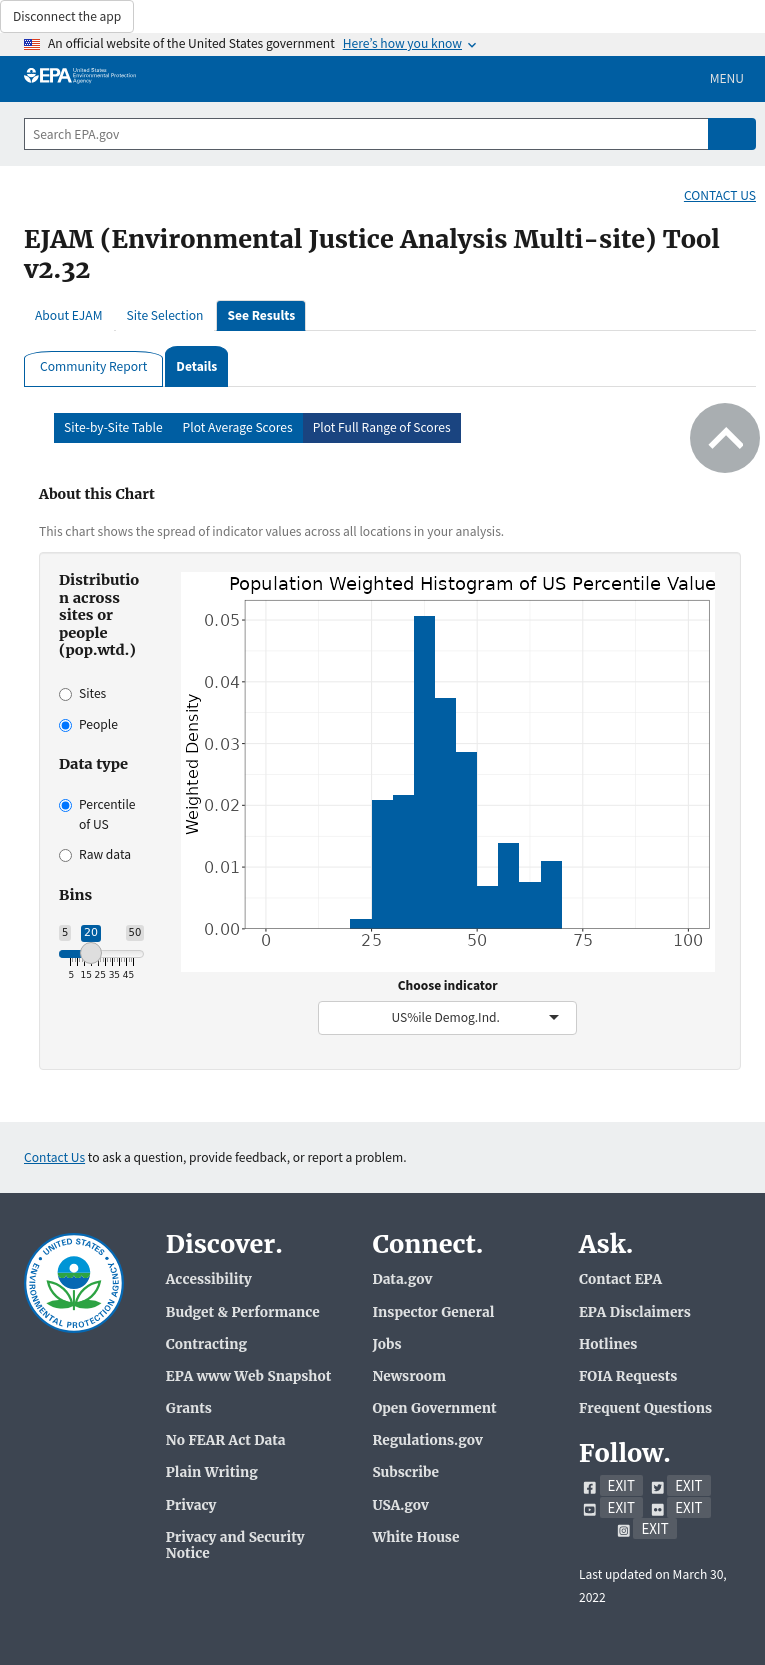 Disconnect the app
An official website of the United States government Here's how you know
EPA United States Environmental Protection Agency
MENU
Search EPA.gov
CONTACT US
EJAM (Environmental Justice Analysis Multi-site) Tool
v2.32
About EJAM Site Selection See Results
Community Report Details
Site-by-Site Table Plot Average Scores Plot Full Range of Scores
About this Chart
This chart shows the spread of indicator values across all locations in your analysis.
Distributio
n across
sites or
people
(pop.wtd.)
Sites
People
Data type
Percentile
of US
Raw data
Bins
5 20 50
5 15 25 35 45
Population Weighted Histogram of US Percentile Value
Weighted Density
0.05
0.04
0.03
0.02
0.01
0.00
0 25 50 75 100
Choose indicator
US%ile Demog.Ind.
Contact Us to ask a question, provide feedback, or report a problem.
UNITED STATES ENVIRONMENTAL PROTECTION AGENCY
Discover.
Accessibility
Budget & Performance
Contracting
EPA www Web Snapshot
Grants
No FEAR Act Data
Plain Writing
Privacy
Privacy and Security
Notice
Connect.
Data.gov
Inspector General
Jobs
Newsroom
Open Government
Regulations.gov
Subscribe
USA.gov
White House
Ask.
Contact EPA
EPA Disclaimers
Hotlines
FOIA Requests
Frequent Questions
Follow.
EXIT EXIT
EXIT EXIT
EXIT
Last updated on March 30,
2022